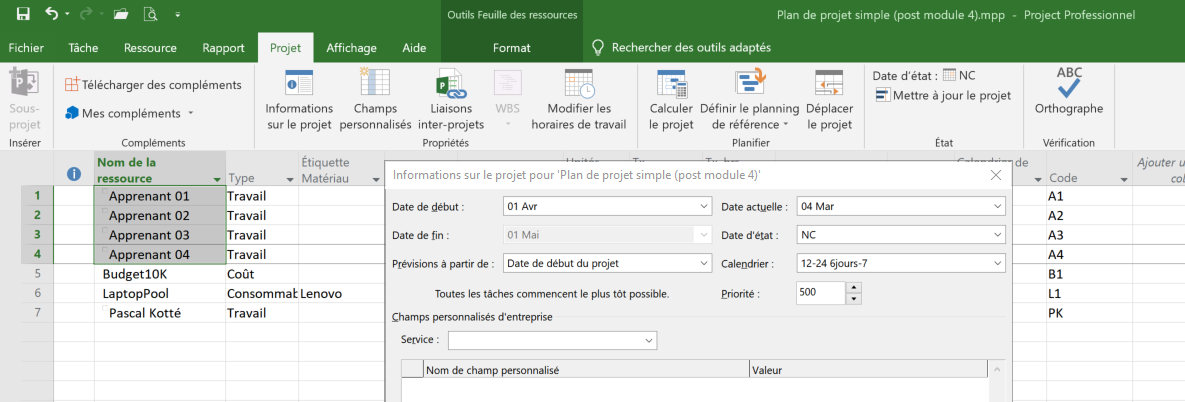 Outils Feuille des ressources
Plan de projet simple (post module 4).mpp - Project Professionnel
Fichier Tâche Ressource Rapport Projet Affichage Aide Format Rechercher des outils adaptés
Sous-projet
Insérer
Télécharger des compléments
Mes compléments
Compléments
Informations sur le projet
Champs personnalisés
Liaisons inter-projets
WBS
Modifier les horaires de travail
Propriétés
Calculer le projet
Définir le planning de référence
Déplacer le projet
Planifier
Date d'état : NC
Mettre à jour le projet
État
ABC
Orthographe
Vérification
Nom de la ressource
Type
Étiquette Matériau
Code
Ajouter
1 Apprenant 01 Travail A1
2 Apprenant 02 Travail A2
3 Apprenant 03 Travail A3
4 Apprenant 04 Travail A4
5 Budget10K Coût B1
6 LaptopPool Consommab Lenovo L1
7 Pascal Kotté Travail PK
Informations sur le projet pour 'Plan de projet simple (post module 4)'
Date de début : 01 Avr Date actuelle : 04 Mar
Date de fin : 01 Mai Date d'état : NC
Prévisions à partir de : Date de début du projet Calendrier : 12-24 6jours-7
Toutes les tâches commencent le plus tôt possible. Priorité : 500
Champs personnalisés d'entreprise
Service :
Nom de champ personnalisé Valeur